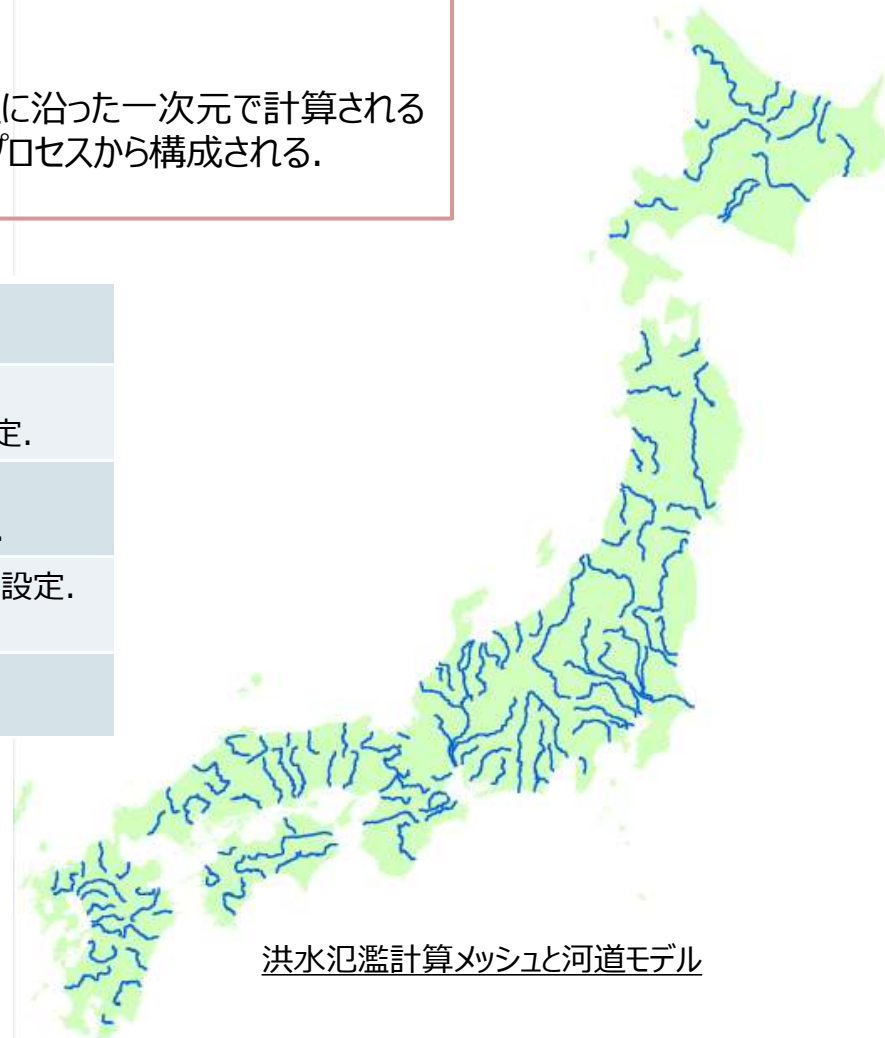 に沿った一次元で計算される
プロセスから構成される.
定.
.
設定.
洪水氾濫計算メッシュと河道モデル